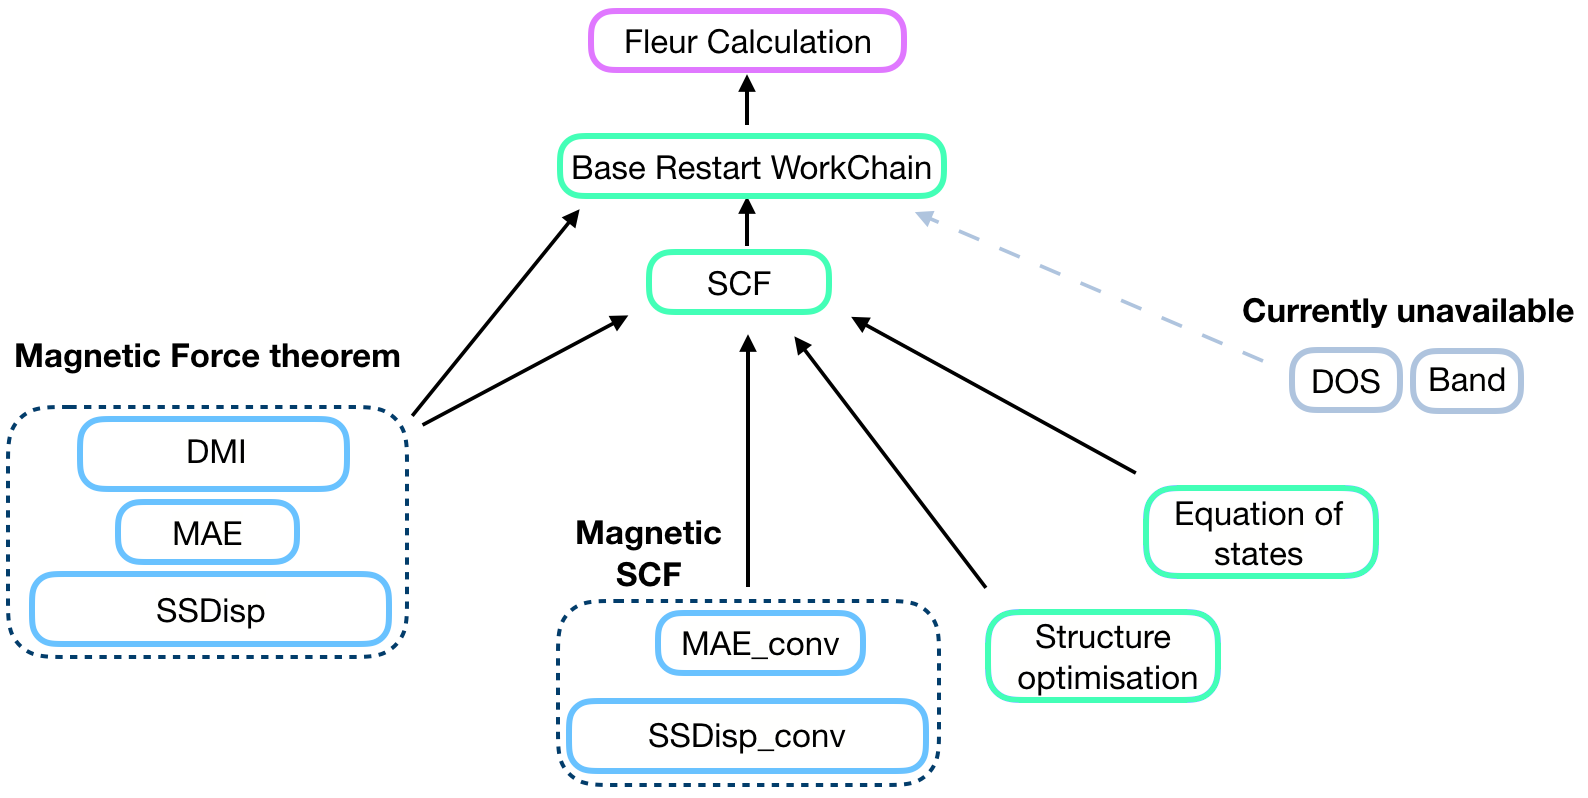 Fleur Calculation
Base Restart WorkChain
SCF
Currently unavailable
DOS
Band
Magnetic Force theorem
DMI
MAE
SSDisp
Magnetic
SCF
MAE_conv
SSDisp_conv
Equation of
states
Structure
optimisation